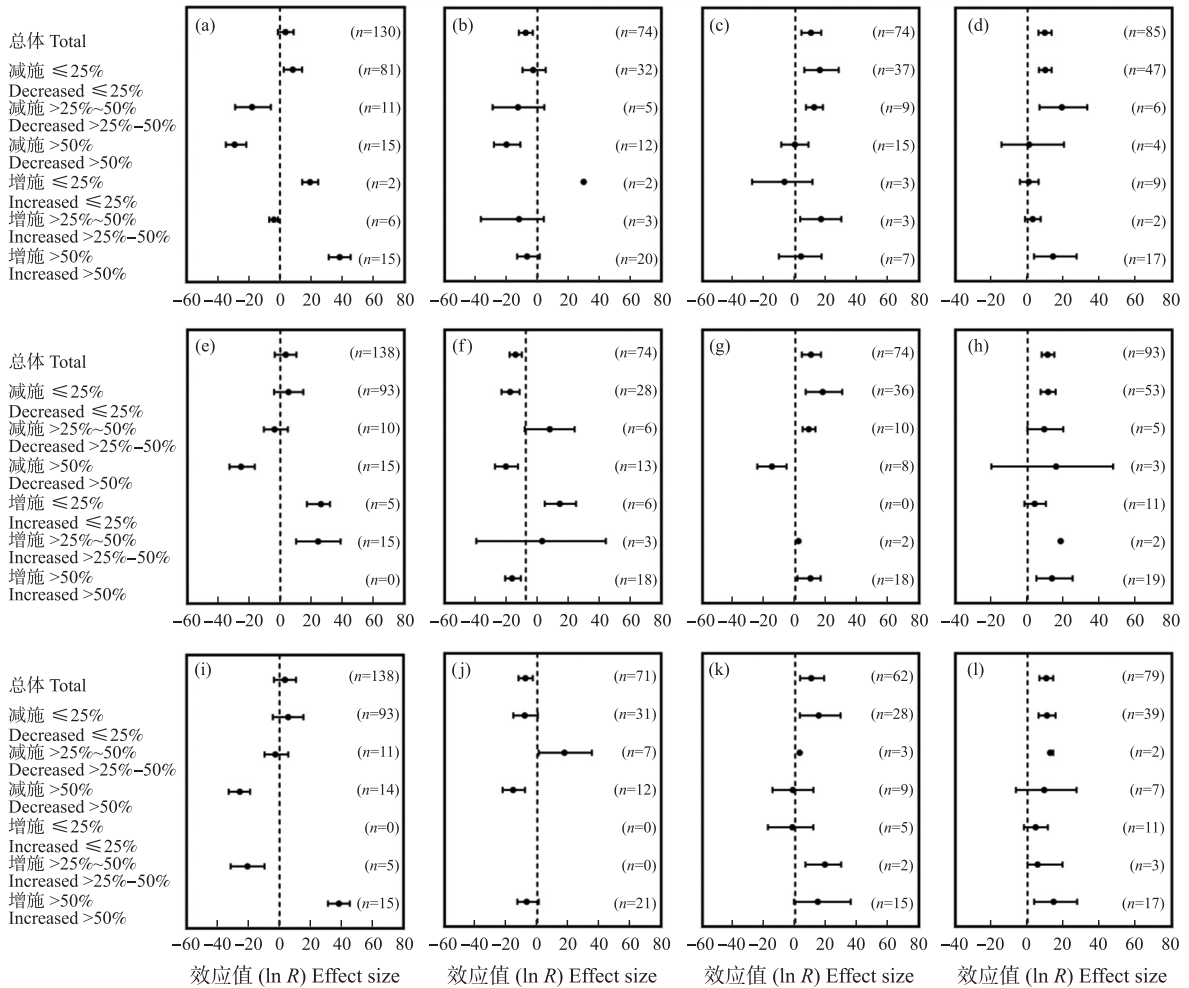 (a) (b) (c) (d)
总体 Total (n=130) (n=74) (n=74) (n=85)
减施 ≤25% (n=81) (n=32) (n=37) (n=47)
Decreased ≤25%
减施 >25%~50% (n=11) (n=5) (n=9) (n=6)
Decreased >25%–50%
减施 >50% (n=15) (n=12) (n=15) (n=4)
Decreased >50%
增施 ≤25% (n=2) (n=2) (n=3) (n=9)
Increased ≤25%
增施 >25%~50% (n=6) (n=3) (n=3) (n=2)
Increased >25%–50%
增施 >50% (n=15) (n=20) (n=7) (n=17)
Increased >50%
−60 −40 −20 0 20 40 60 80 −60 −40 −20 0 20 40 60 80 −60 −40 −20 0 20 40 60 80 −40 −20 0 20 40 60 80
(e) (f) (g) (h)
总体 Total (n=138) (n=74) (n=74) (n=93)
减施 ≤25% (n=93) (n=28) (n=36) (n=53)
Decreased ≤25%
减施 >25%~50% (n=10) (n=6) (n=10) (n=5)
Decreased >25%–50%
减施 >50% (n=15) (n=13) (n=8) (n=3)
Decreased >50%
增施 ≤25% (n=5) (n=6) (n=0) (n=11)
Increased ≤25%
增施 >25%~50% (n=15) (n=3) (n=2) (n=2)
Increased >25%–50%
增施 >50% (n=0) (n=18) (n=18) (n=19)
Increased >50%
−60 −40 −20 0 20 40 60 80 −60 −40 −20 0 20 40 60 80 −60 −40 −20 0 20 40 60 80 −40 −20 0 20 40 60 80
(i) (j) (k) (l)
总体 Total (n=138) (n=71) (n=62) (n=79)
减施 ≤25% (n=93) (n=31) (n=28) (n=39)
Decreased ≤25%
减施 >25%~50% (n=11) (n=7) (n=3) (n=2)
Decreased >25%–50%
减施 >50% (n=14) (n=12) (n=9) (n=7)
Decreased >50%
增施 ≤25% (n=0) (n=0) (n=5) (n=11)
Increased ≤25%
增施 >25%~50% (n=5) (n=0) (n=2) (n=3)
Increased >25%–50%
增施 >50% (n=15) (n=21) (n=15) (n=17)
Increased >50%
−60 −40 −20 0 20 40 60 80 −60 −40 −20 0 20 40 60 80 −60 −40 −20 0 20 40 60 80 −40 −20 0 20 40 60 80
效应值 (ln R) Effect size 效应值 (ln R) Effect size 效应值 (ln R) Effect size 效应值 (ln R) Effect size